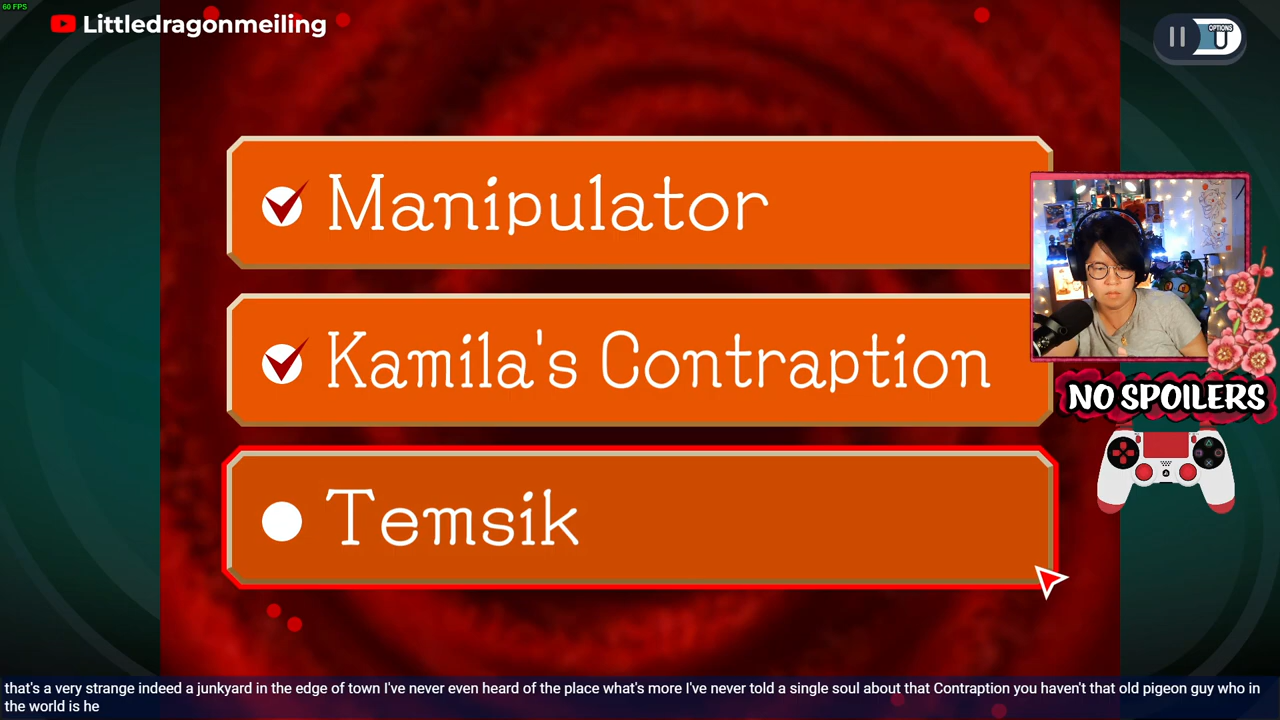 60 FPS
Littledragonmeiling
OPTIONS
Manipulator
Kamila's Contraption
Temsik
NO SPOILERS
that's a very strange indeed a junkyard in the edge of town I've never even heard of the place what's more I've never told a single soul about that Contraption you haven't that old pigeon guy who in
the world is he